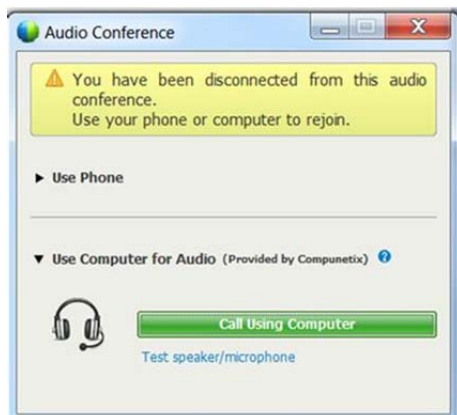 Audio Conference
You have been disconnected from this audio
conference.
Use your phone or computer to rejoin.
Use Phone
Use Computer for Audio (Provided by Compunetix)
Call Using Computer
Test speaker/microphone